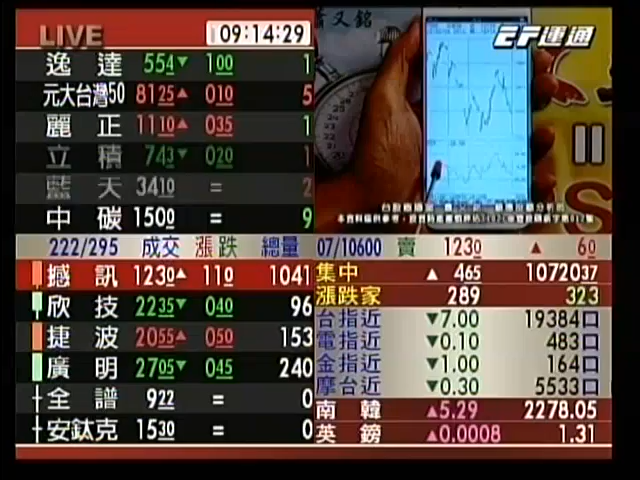 LIVE
09:14:29
逸達 554▼ 100 1
元大台灣50 8125▲ 010 5
麗正 1110▲ 035 1
立積 743▼ 020 1
藍天 3410 = 2
中碳 1500 = 9
222/295 成交 漲跌 總量
撼訊 1230▲ 110 1041
欣技 2235▼ 040 96
捷波 2055▲ 050 153
廣明 2705▼ 045 240
全譜 922 = 0
安鈦克 1530 = 0
運通
07/10600 賣 1230 ▲ 60
集中 ▲ 465 1072037
漲跌家 289 323
台指近 ▼7.00 19384口
電指近 ▼0.10 483口
金指近 ▼1.00 164口
摩台近 ▼0.30 5533口
南韓 ▲5.29 2278.05
英鎊 ▲0.0008 1.31